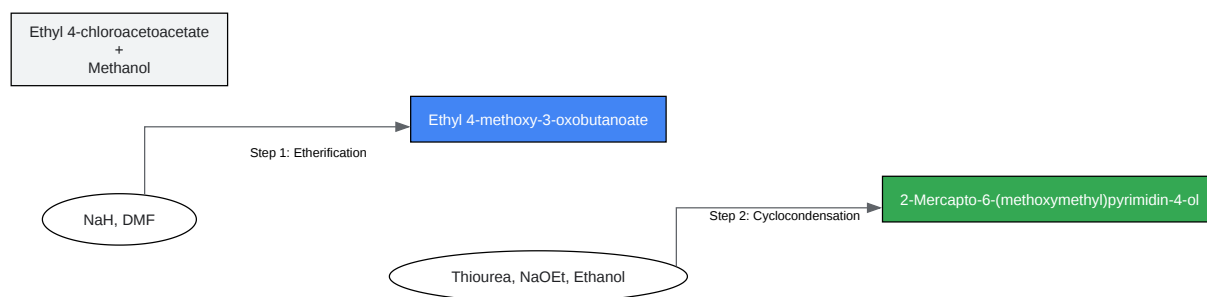 Ethyl 4-chloroacetoacetate
+
Methanol
Ethyl 4-methoxy-3-oxobutanoate
Step 1: Etherification
NaH, DMF
2-Mercapto-6-(methoxymethyl)pyrimidin-4-ol
Step 2: Cyclocondensation
Thiourea, NaOEt, Ethanol